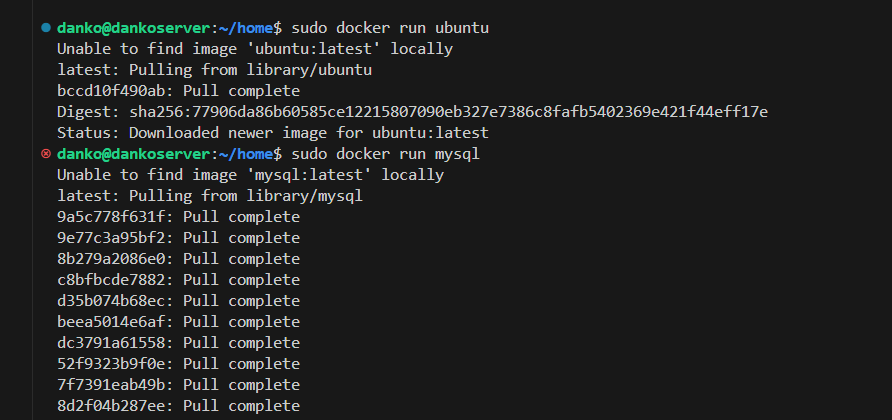 danko@dankoserver:~/home$ sudo docker run ubuntu
Unable to find image 'ubuntu:latest' locally
latest: Pulling from library/ubuntu
bccd10f490ab: Pull complete
Digest: sha256:77906da86b60585ce12215807090eb327e7386c8fafb5402369e421f44eff17e
Status: Downloaded newer image for ubuntu:latest
danko@dankoserver:~/home$ sudo docker run mysql
Unable to find image 'mysql:latest' locally
latest: Pulling from library/mysql
9a5c778f631f: Pull complete
9e77c3a95bf2: Pull complete
8b279a2086e0: Pull complete
c8bfbcde7882: Pull complete
d35b074b68ec: Pull complete
beea5014e6af: Pull complete
dc3791a61558: Pull complete
52f9323b9f0e: Pull complete
7f7391eab49b: Pull complete
8d2f04b287ee: Pull complete